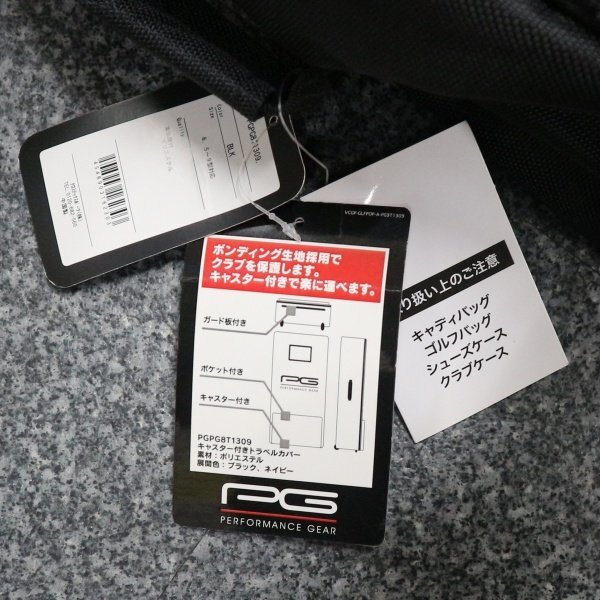 PGPG8T1309.
Color
BLK
Size
VCGF-CLFPGF-A-PG8T1309
ボンディング生地採用で
クラブを保護します。
キャスター付きで楽に運べます。
ガード板付き
ポケット付き
キャスター付き
PG
PERFORMANCE GEAR
PGPG8T1309
キャスター付きトラベルカバー
素材：ポリエステル
展開色：ブラック、ネイビー
PG
PERFORMANCE GEAR
り扱い上のご注意
キャディバッグ
ゴルフバッグ
シューズケース
クラブケース
中国製